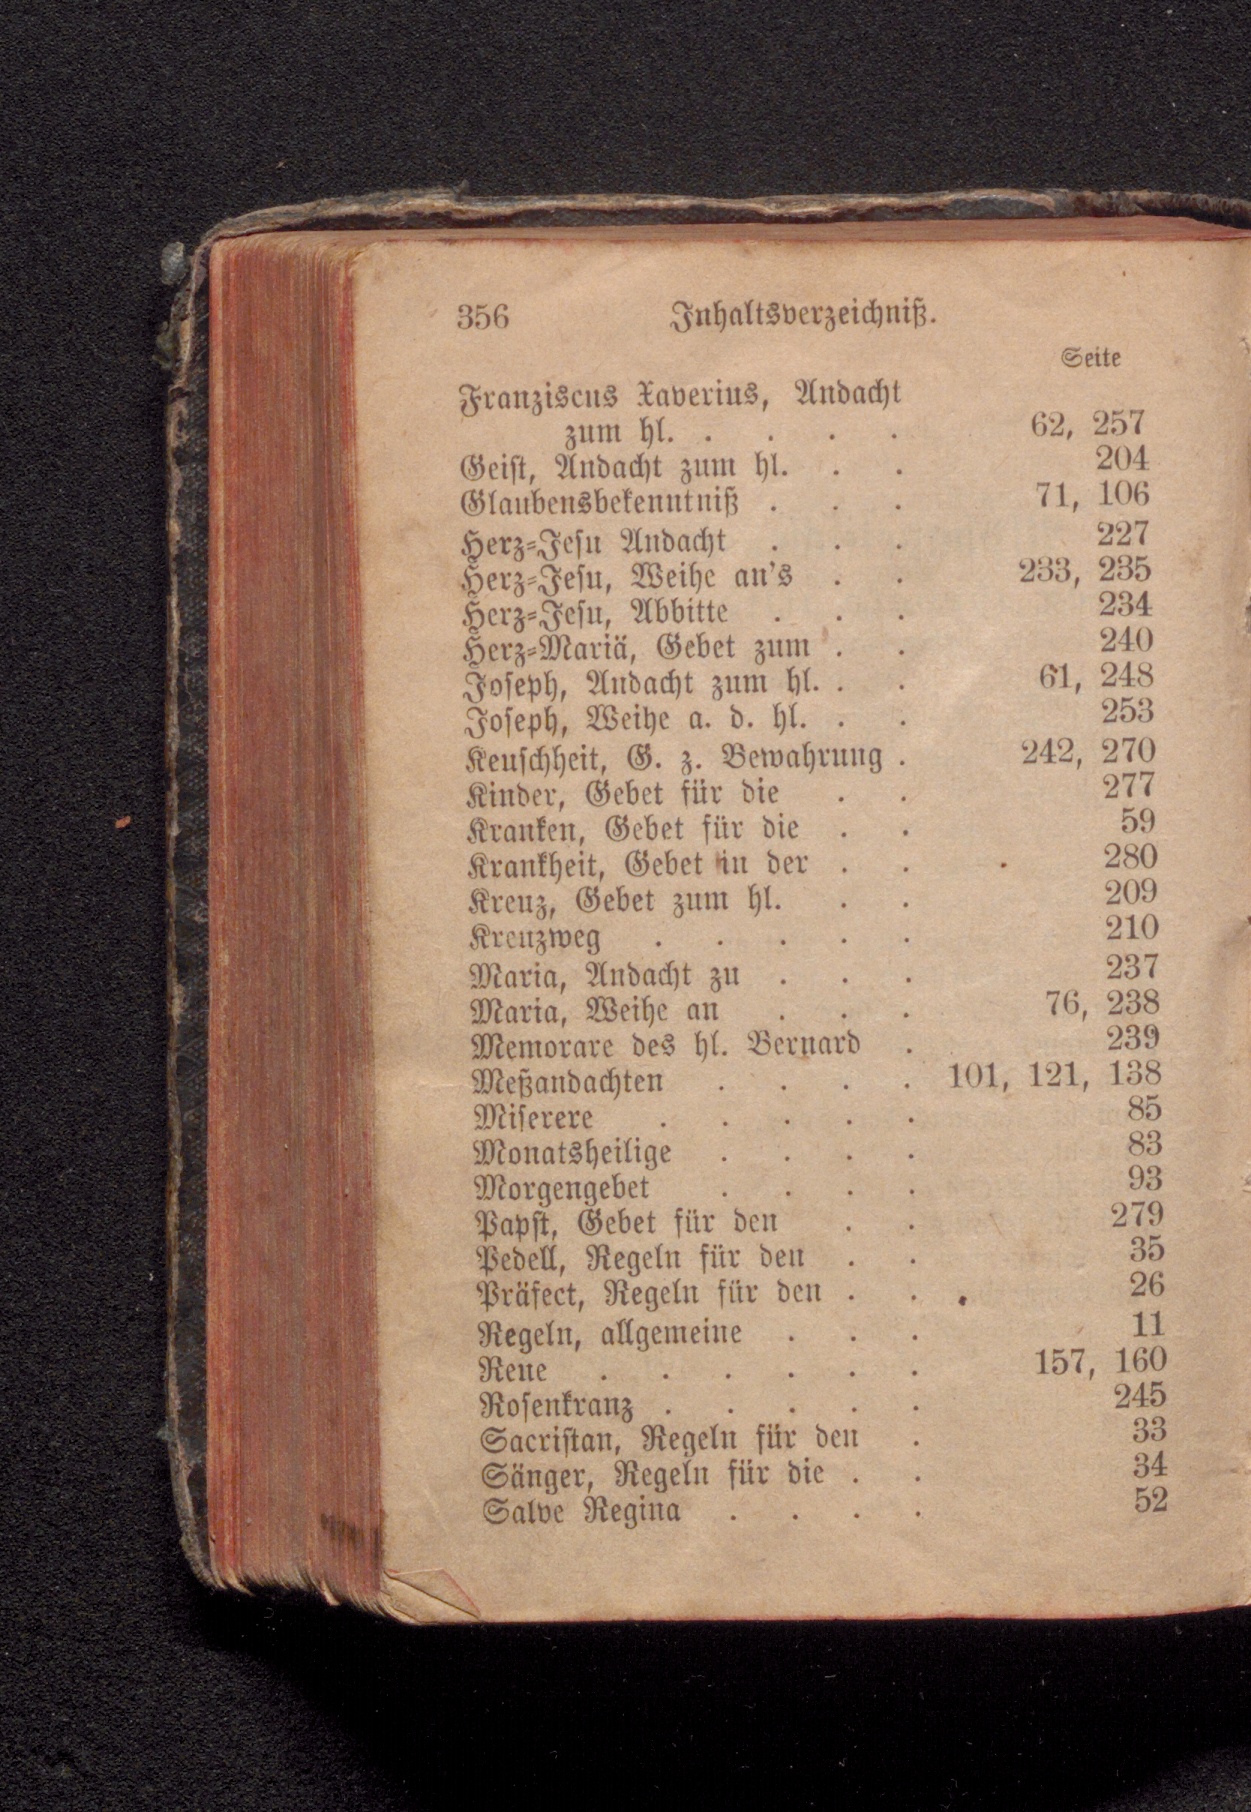 356 Inhaltsverzeichniß.
Seite
Franziscus Xaverius, Andacht
zum hl. . . . . 62, 257
Geist, Andacht zum hl. . . 204
Glaubensbekenntniß . . . 71, 106
Herz-Jesu Andacht . . . 227
Herz-Jesu, Weihe an's . . 233, 235
Herz-Jesu, Abbitte . . . 234
Herz-Mariä, Gebet zum . . 240
Joseph, Andacht zum hl. . . 61, 248
Joseph, Weihe a. d. hl. . . 253
Keuschheit, G. z. Bewahrung . 242, 270
Kinder, Gebet für die . . 277
Kranken, Gebet für die . . 59
Krankheit, Gebet in der . . 280
Kreuz, Gebet zum hl. . . 209
Kreuzweg . . . . . 210
Maria, Andacht zu . . . 237
Maria, Weihe an . . . 76, 238
Memorare des hl. Bernard . 239
Meßandachten . . . . 101, 121, 138
Miserere . . . . . 85
Monatsheilige . . . . 83
Morgengebet . . . . 93
Papst, Gebet für den . . 279
Pedell, Regeln für den . . 35
Präfect, Regeln für den . . 26
Regeln, allgemeine . . . 11
Reue . . . . . . 157, 160
Rosenkranz . . . . . 245
Sacristan, Regeln für den . 33
Sänger, Regeln für die . . 34
Salve Regina . . . . 52